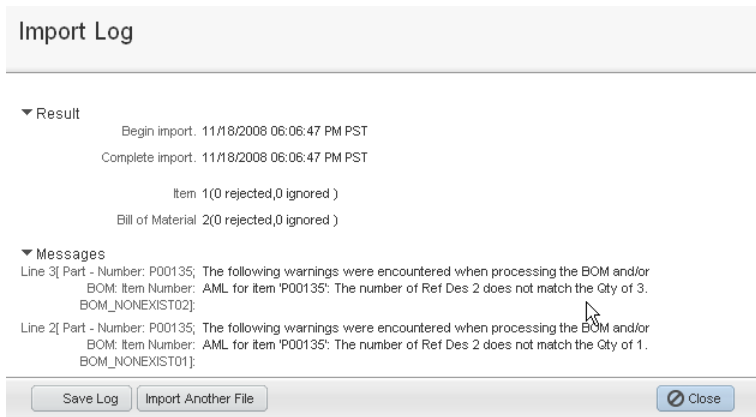 Import Log
Result
Begin import. 11/18/2008 06:06:47 PM PST
Complete import. 11/18/2008 06:06:47 PM PST
Item 1(0 rejected,0 ignored )
Bill of Material 2(0 rejected,0 ignored )
Messages
Line 3[ Part - Number: P00135; The following warnings were encountered when processing the BOM and/or
BOM: Item Number: AML for item 'P00135': The number of Ref Des 2 does not match the Qty of 3.
BOM_NONEXIST02]:
Line 2[ Part - Number: P00135; The following warnings were encountered when processing the BOM and/or
BOM: Item Number: AML for item 'P00135': The number of Ref Des 2 does not match the Qty of 1.
BOM_NONEXIST01]:
Save Log Import Another File Close